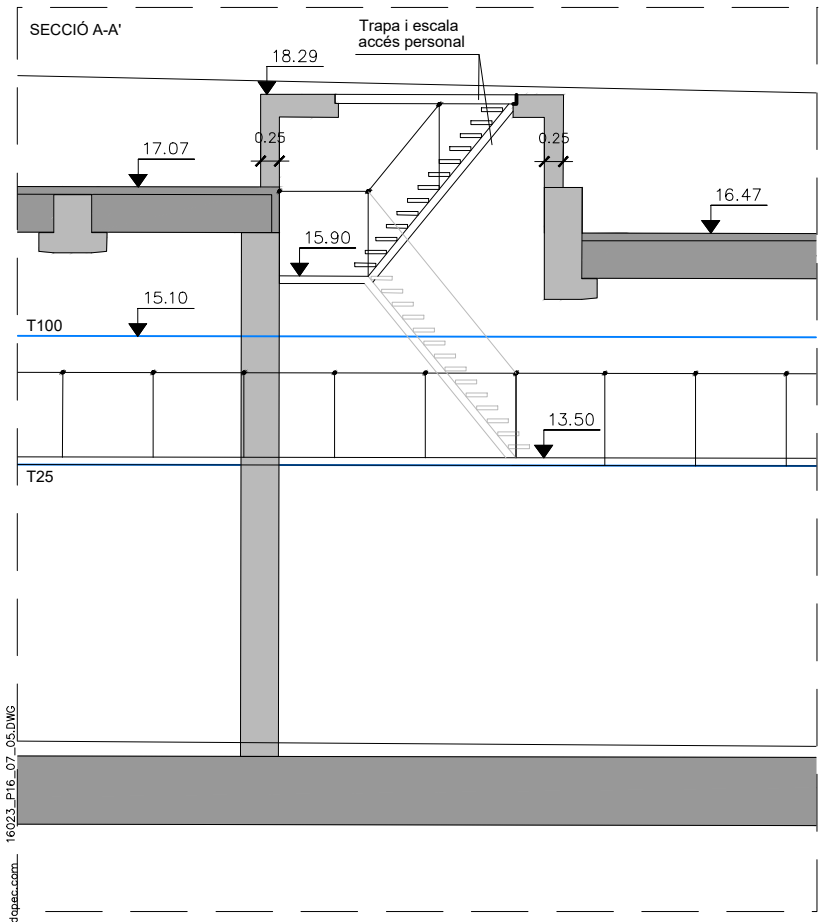 SECCIÓ A-A'
Trapa i escala
accés personal
18.29
0.25
0.25
17.07
16.47
15.90
15.10
T100
13.50
T25
16023_P16_07_05.DWG
dopec.com